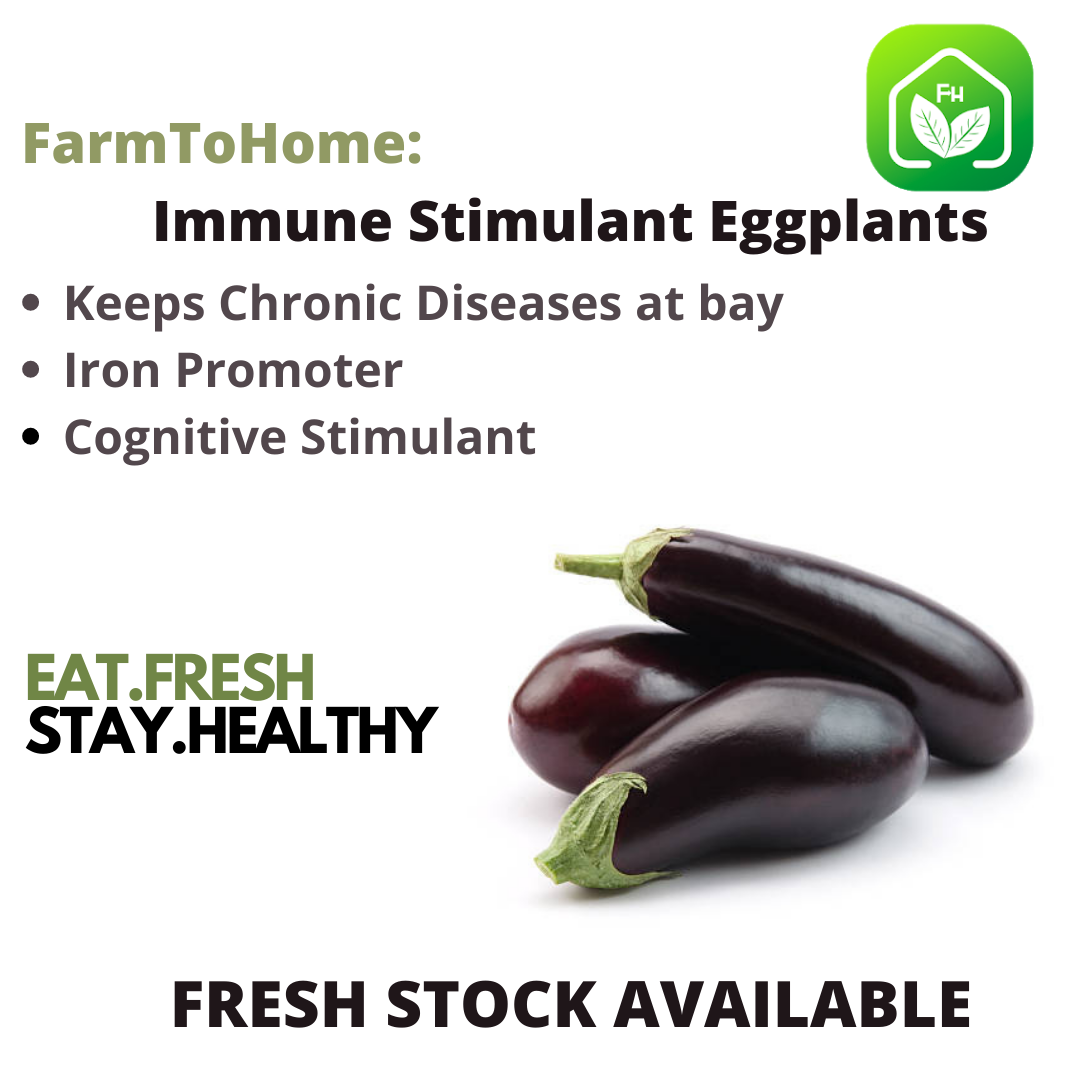 FH
FarmToHome:
Immune Stimulant Eggplants
• Keeps Chronic Diseases at bay
• Iron Promoter
• Cognitive Stimulant
EAT.FRESH
STAY.HEALTHY
FRESH STOCK AVAILABLE